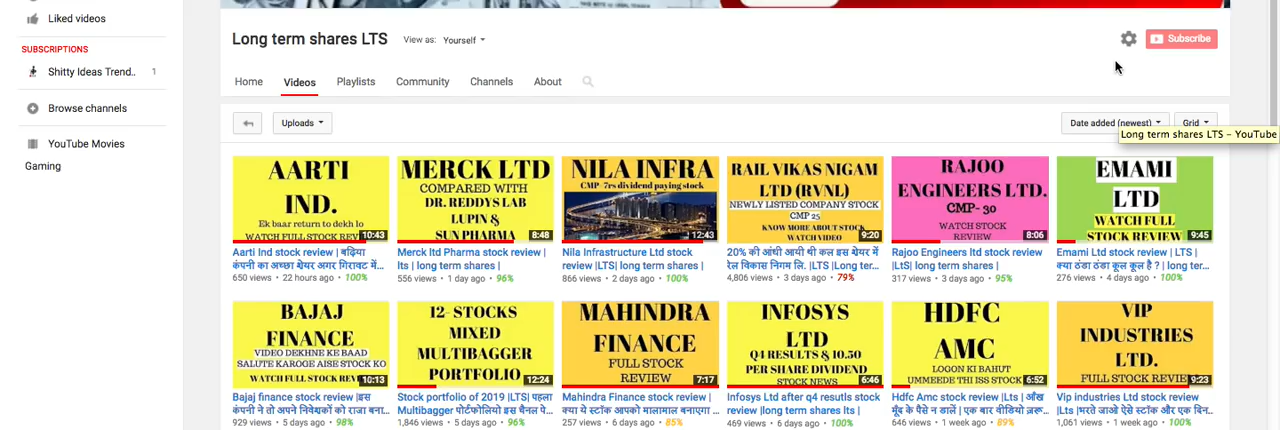 Liked videos
SUBSCRIPTIONS
Shitty Ideas Trend.. 1
Browse channels
YouTube Movies
Gaming
Long term shares LTS View as: Yourself
Subscribe
Home Videos Playlists Community Channels About
Uploads Date added (newest) Grid
Long term shares LTS – YouTube
AARTI
IND.
Ek baar return to dekh lo
WATCH FULL STOCK
10:43
Aarti Ind stock review | बढ़िया
कंपनी का अच्छा शेयर अगर गिरावट में...
650 views • 22 hours ago • 100%
MERCK LTD
COMPARED WITH
DR. REDDYS LAB
LUPIN &
SUN PHARMA
8:48
Merck ltd Pharma stock review |
lts | long term shares |
556 views • 1 day ago • 96%
NILA INFRA
CMP-7rs dividend paying stock
12:43
Nila Infrastructure Ltd stock
review |LTS| long term shares |
866 views • 2 days ago • 100%
RAIL VIKAS NIGAM
LTD (RVNL)
NEWLY LISTED COMPANY STOCK
CMP 25
KNOW MORE ABOUT STOCK
WATCH VIDEO
9:20
20% की आंधी आयी थी कल इस शेयर में
रेल विकास निगम लि. |LTS |Long ter...
4,806 views • 3 days ago • 79%
RAJOO
ENGINEERS LTD.
CMP- 30
WATCH STOCK
REVIEW
8:06
Rajoo Engineers ltd stock review
|LtS| long term shares |
317 views • 3 days ago • 95%
EMAMI
LTD
WATCH FULL
STOCK REVIEW
9:45
Emami Ltd stock review | LTS |
क्या ठंडा ठंडा कूल कूल है ? | long ter...
276 views • 4 days ago • 100%
BAJAJ
FINANCE
VIDEO DEKHNE KE BAAD
SALUTE KAROGE AISE STOCK KO
WATCH FULL STOCK
10:13
Bajaj finance stock review |इस
कंपनी ने तो अपने निवेशकों को राजा बना...
929 views • 5 days ago • 98%
12- STOCKS
MIXED
MULTIBAGGER
PORTFOLIO
12:24
Stock portfolio of 2019 |LTS| पहला
Multibagger पोर्टफोलियो इस चैनल पे...
1,846 views • 5 days ago • 96%
MAHINDRA
FINANCE
FULL STOCK
REVIEW
7:17
Mahindra Finance stock review |
क्या ये स्टॉक आपको मालामाल बनाएगा ...
257 views • 6 days ago • 85%
INFOSYS
LTD
Q4 RESULTS & 10.50
PER SHARE DIVIDEND
STOCK NEWS
6:46
Infosys Ltd after q4 resutls stock
review |long term shares lts |
469 views • 6 days ago • 100%
HDFC
AMC
LOGON KI BAHUT
UMMEEDE THI ISS STOCK
6:52
Hdfc Amc stock review |Lts | आँख
मूँद के पैसे न डालें | एक बार वीडियो ज़रू...
646 views • 1 week ago • 89%
VIP
INDUSTRIES
LTD.
FULL STOCK REVIEW
9:23
Vip industries Ltd stock review
|Lts |भरते जाओ ऐसे स्टॉक और एक दिन...
1,061 views • 1 week ago • 100%